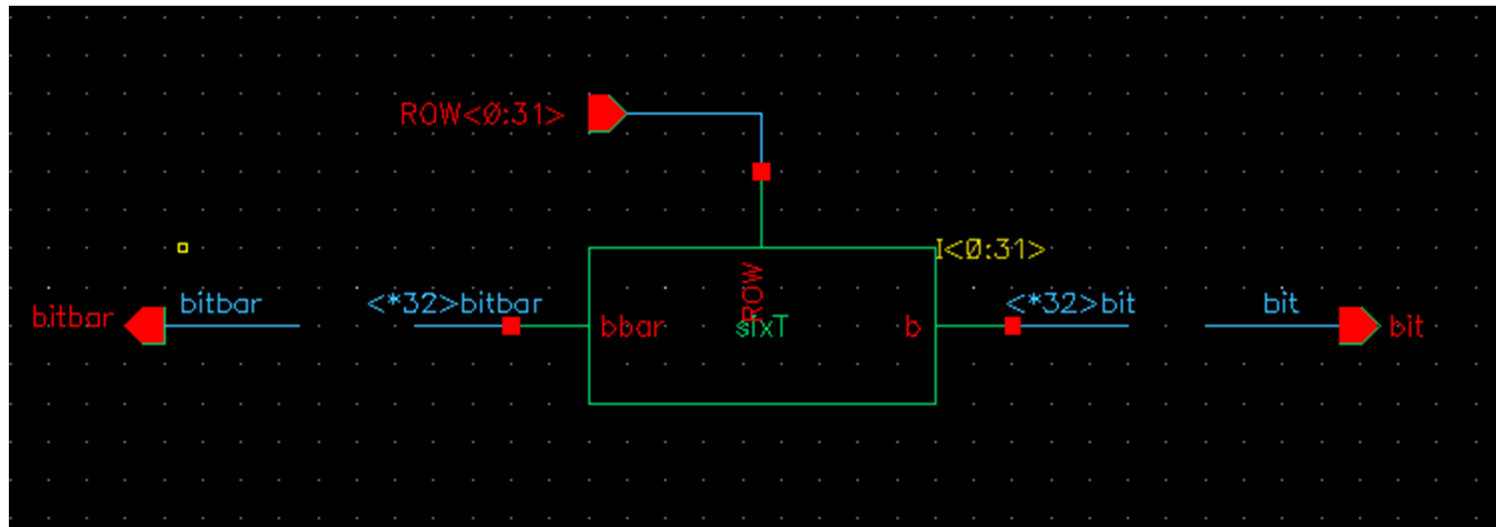 ROW<0:31>
I<0:31>
ROW
bitbar
bitbar
<*32>bitbar
bbar
sixT
b
<*32>bit
bit
bit